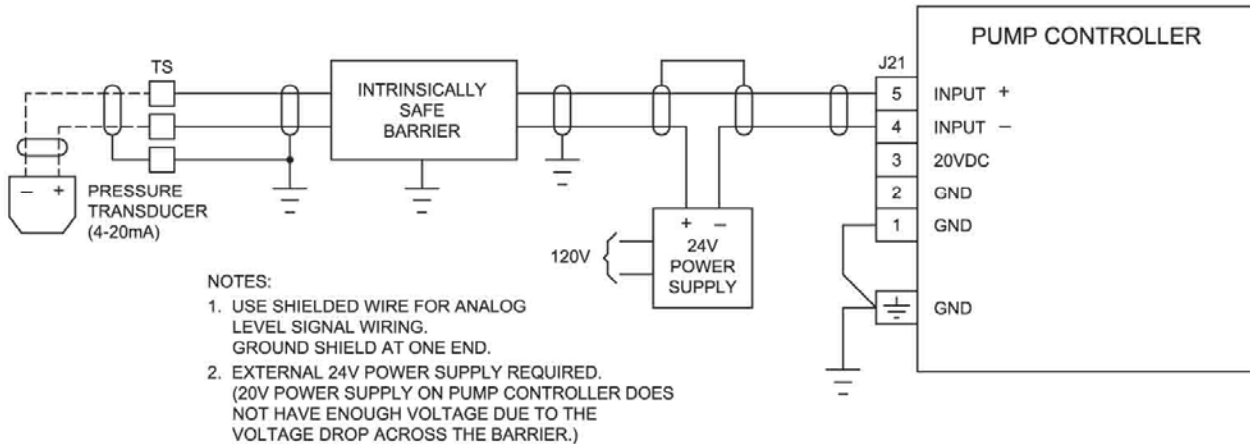 PUMP CONTROLLER
J21
5 INPUT +
4 INPUT −
3 20VDC
2 GND
1 GND
GND
TS
INTRINSICALLY
SAFE
BARRIER
− +
PRESSURE
TRANSDUCER
(4-20mA)
+ −
24V
POWER
SUPPLY
120V
NOTES:
1. USE SHIELDED WIRE FOR ANALOG
LEVEL SIGNAL WIRING.
GROUND SHIELD AT ONE END.
2. EXTERNAL 24V POWER SUPPLY REQUIRED.
(20V POWER SUPPLY ON PUMP CONTROLLER DOES
NOT HAVE ENOUGH VOLTAGE DUE TO THE
VOLTAGE DROP ACROSS THE BARRIER.)